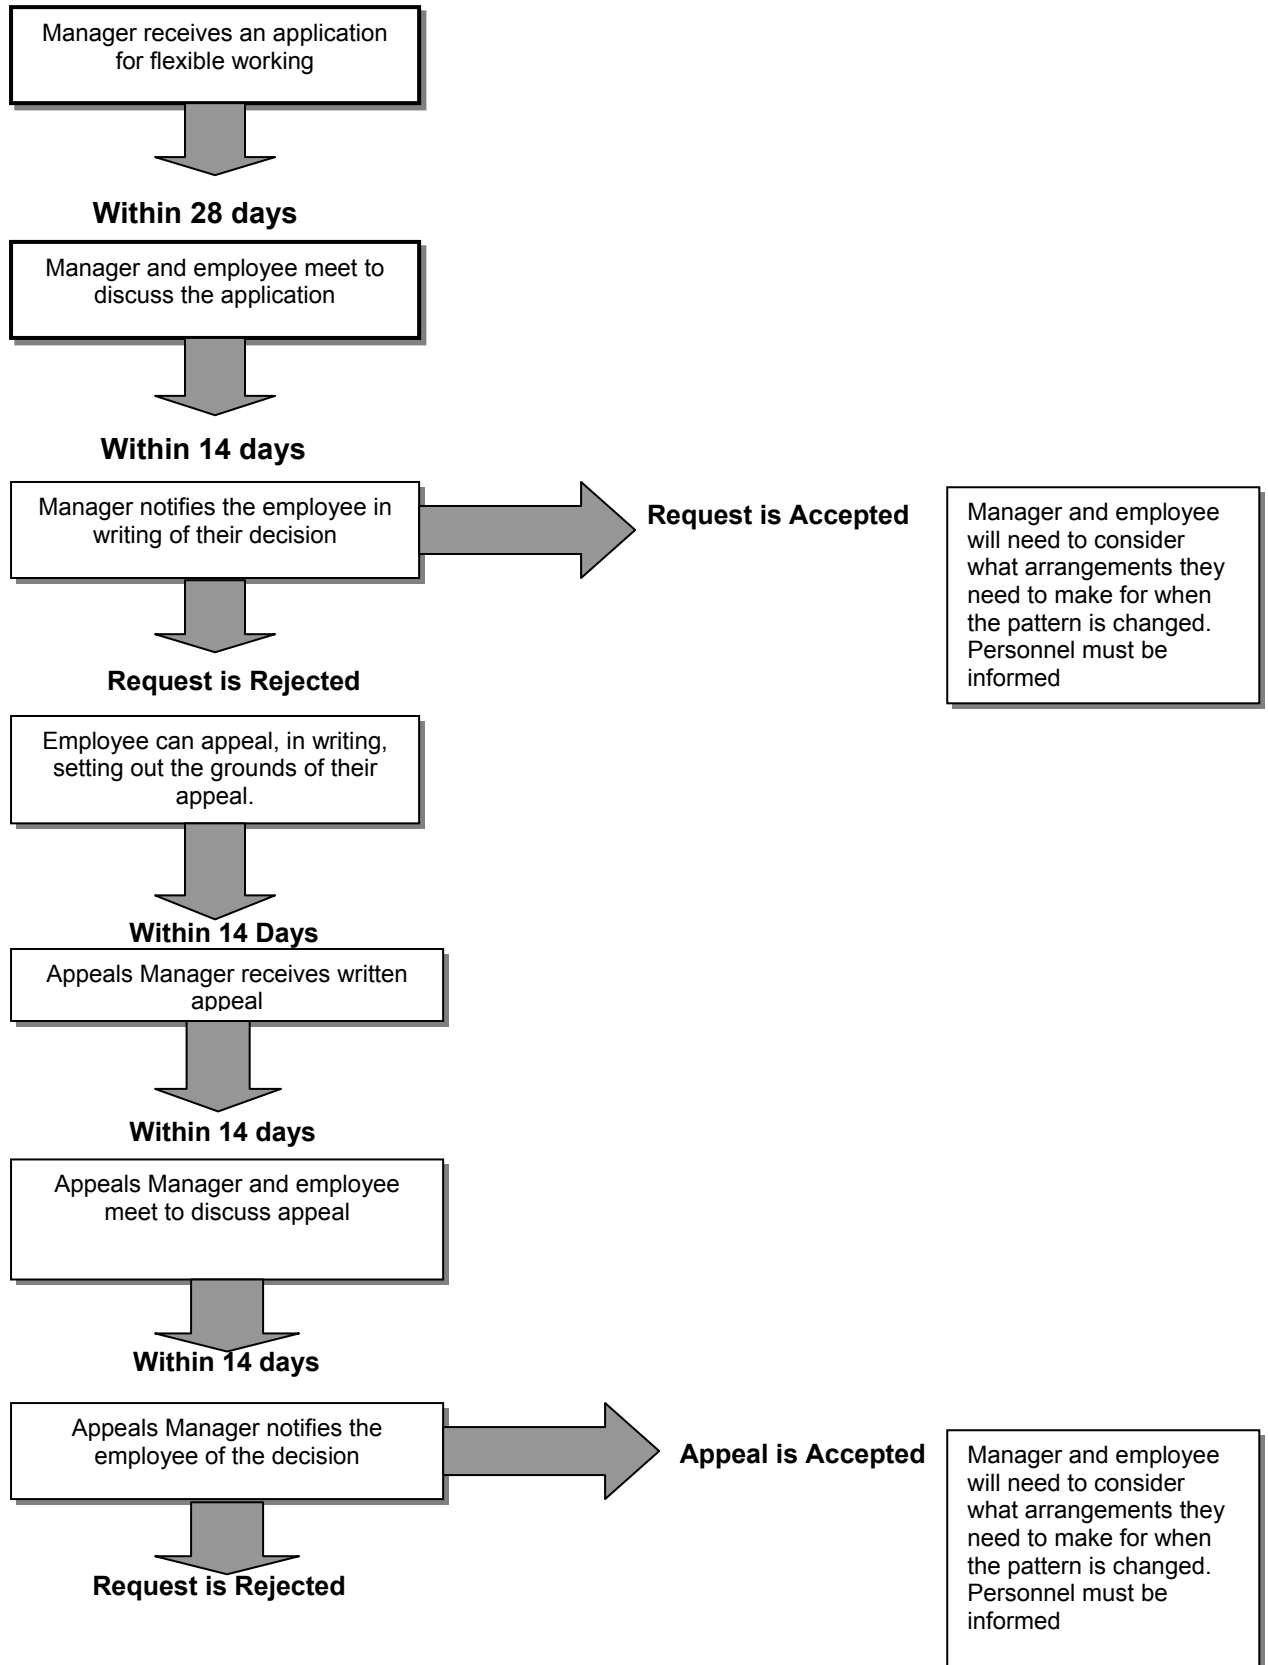 Manager receives an application
for flexible working
Within 28 days
Manager and employee meet to
discuss the application
Within 14 days
Manager notifies the employee in
writing of their decision
Request is Accepted
Manager and employee
will need to consider
what arrangements they
need to make for when
the pattern is changed.
Personnel must be
informed
Request is Rejected
Employee can appeal, in writing,
setting out the grounds of their
appeal.
Within 14 Days
Appeals Manager receives written
appeal
Within 14 days
Appeals Manager and employee
meet to discuss appeal
Within 14 days
Appeals Manager notifies the
employee of the decision
Appeal is Accepted
Manager and employee
will need to consider
what arrangements they
need to make for when
the pattern is changed.
Personnel must be
informed
Request is Rejected